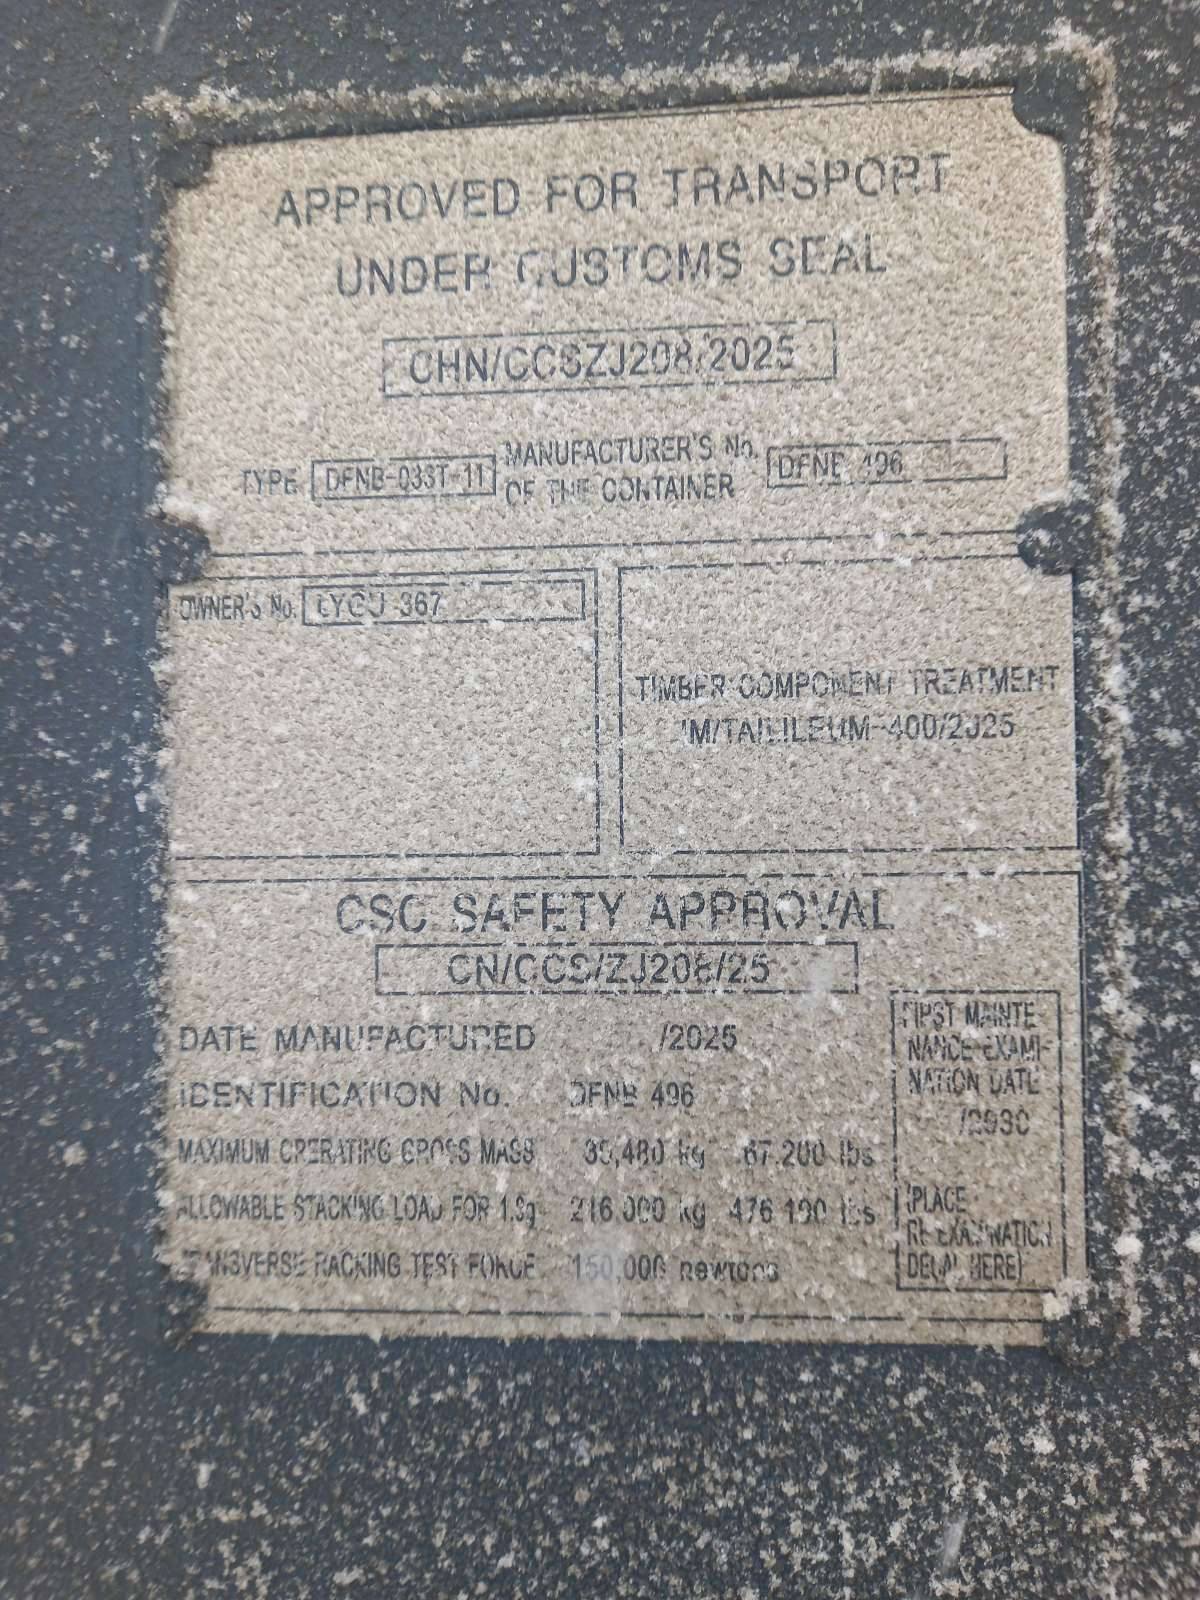 APPROVED FOR TRANSPORT
UNDER CUSTOMS SEAL
CHN/CCSZJ208/2025
TYPE DFNB-033T-11 MANUFACTURER'S No. OF THE CONTAINER DFNB 496
OWNER'S No. 367
TIMBER COMPONENT TREATMENT
2025
CSC SAFETY APPROVAL
CN/CCS/ZJ208/25
DATE MANUFACTURED /2025
IDENTIFICATION No. DFNB 496
MAXIMUM OPERATING GROSS MASS 30,480 kg 67.200 lbs
ALLOWABLE STACKING LOAD FOR 1.8g 216.000 kg 476 190 lbs
TRANSVERSE RACKING TEST FORCE 150,000 newtons
FIRST MAINTE
NANCE EXAMI-
NATION DATE
/2030
(PLACE
RE-EXAMINATION
DECAL HERE)